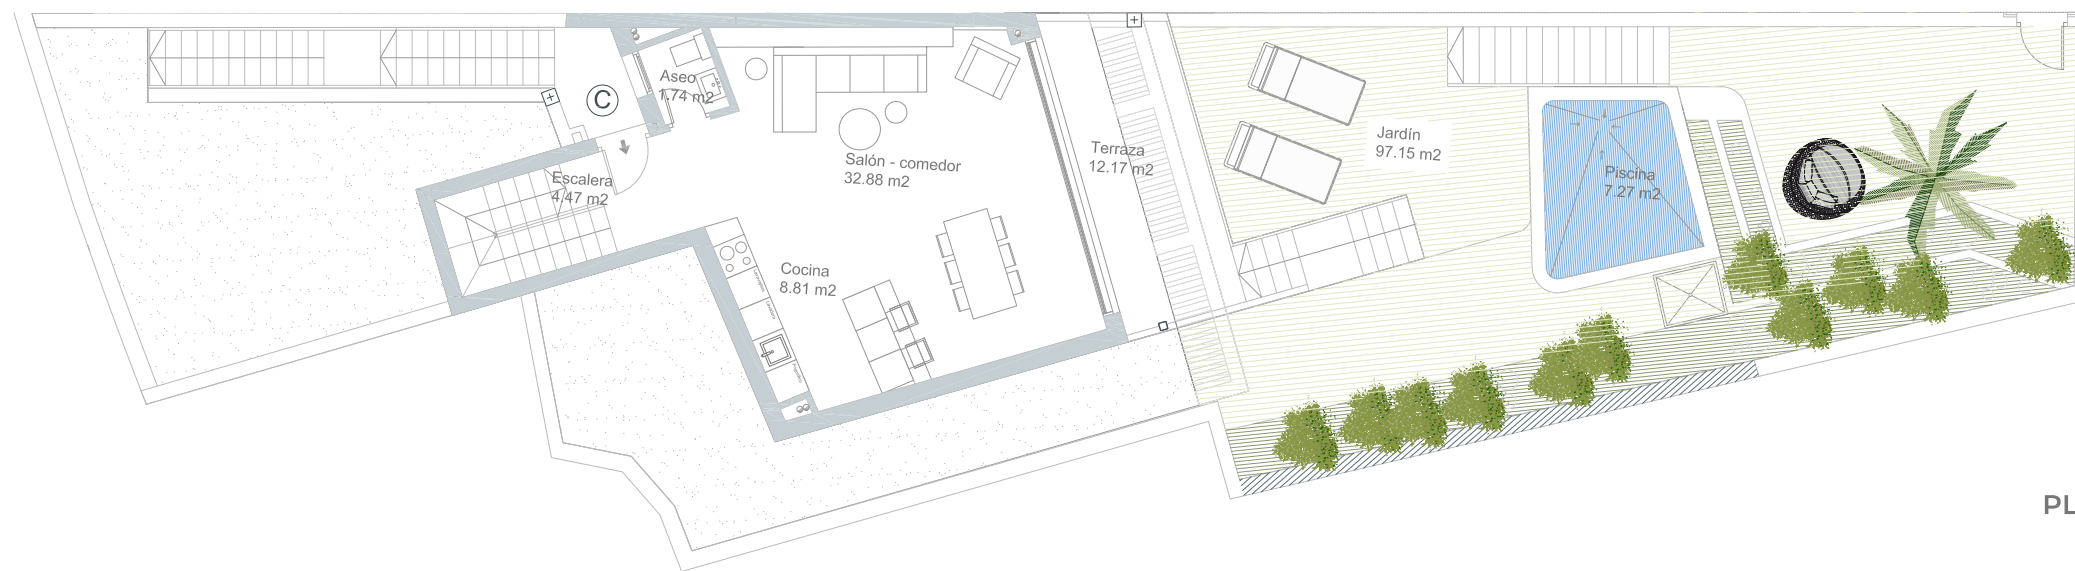 Aseo
1.74 m2
C
Salón - comedor
32.88 m2
Escalera
4.47 m2
Cocina
8.81 m2
Terraza
12.17 m2
Jardín
97.15 m2
Piscina
7.27 m2
PL